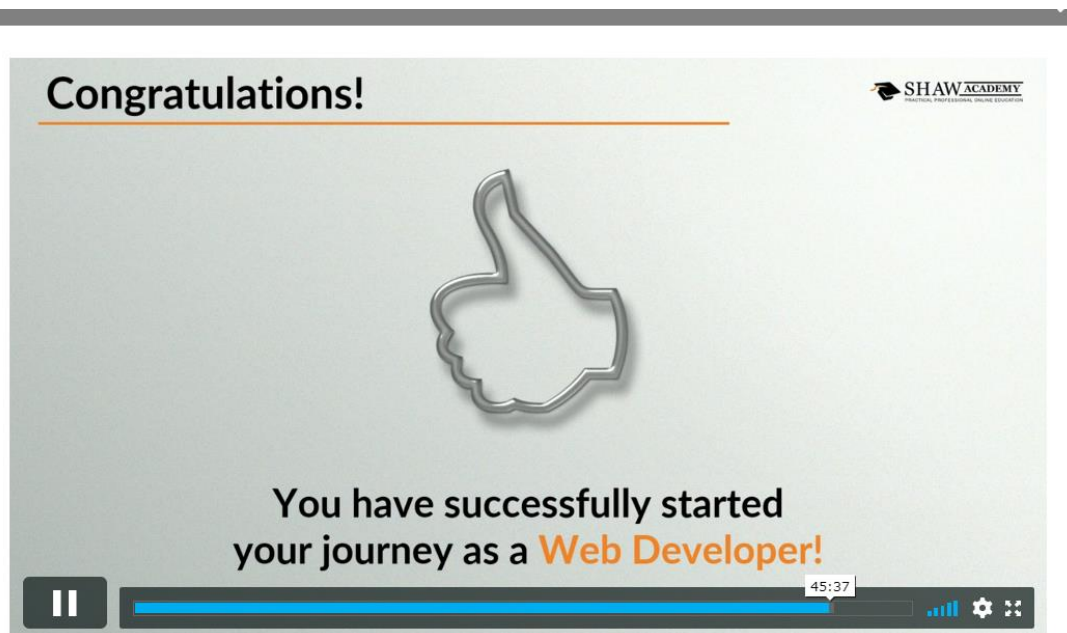 Congratulations!
SHAW ACADEMY
PRACTICAL, PROFESSIONAL ONLINE EDUCATION
You have successfully started
your journey as a Web Developer!
45:37